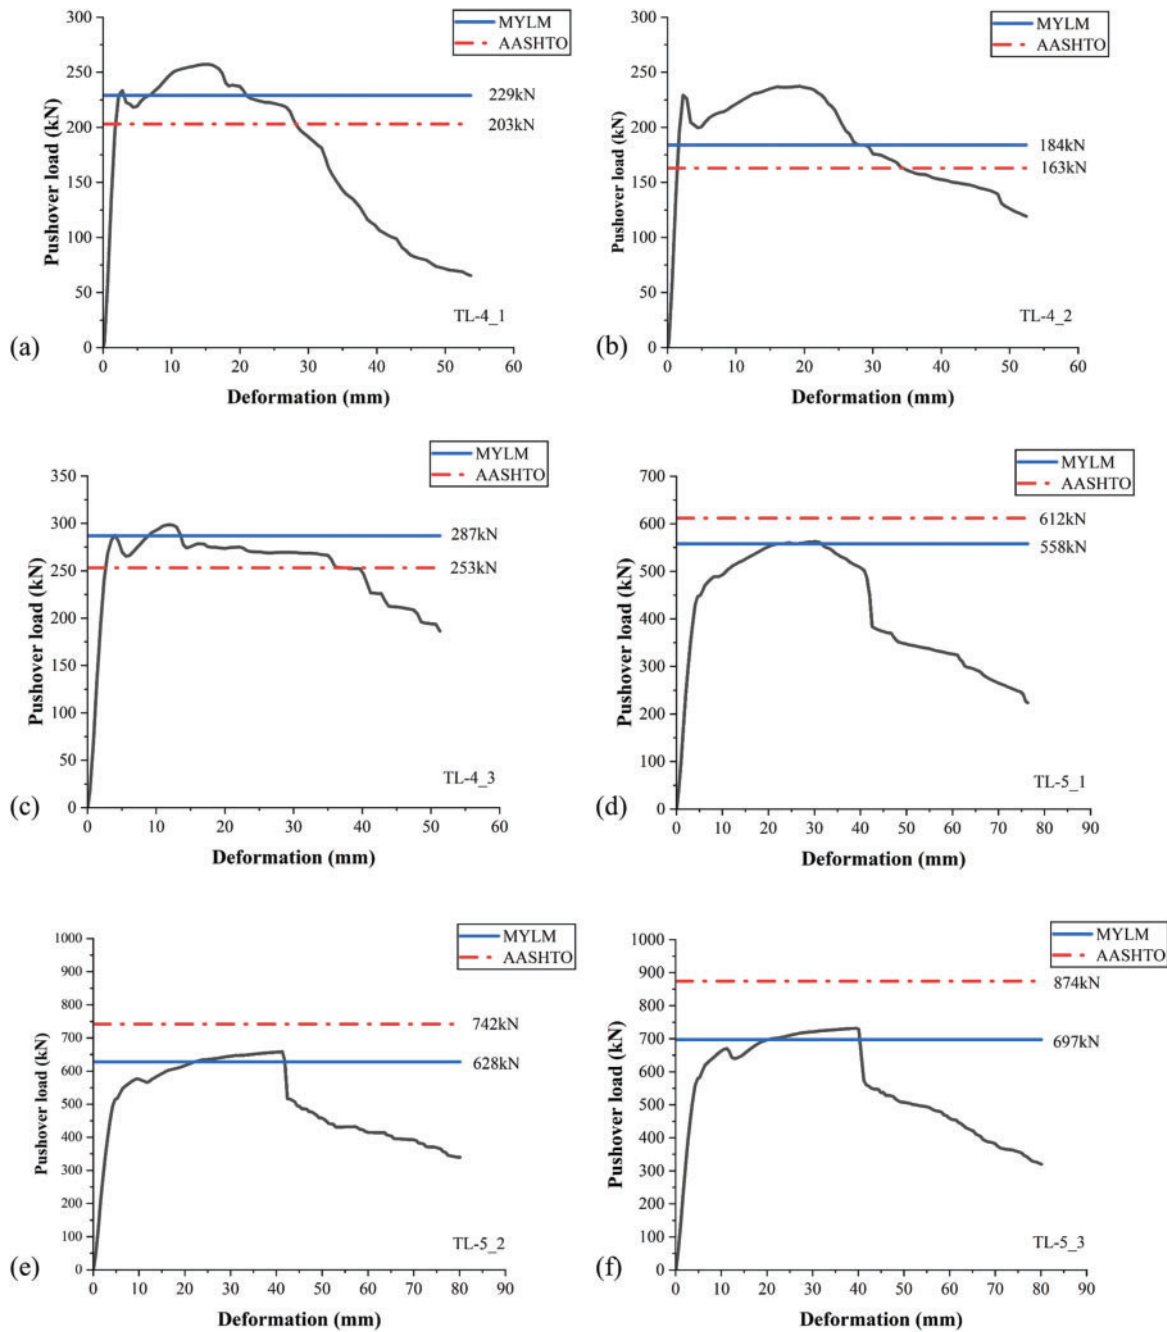 MYLM
AASHTO
300
250
200
150
100
50
0
229kN
203kN
Pushover load (kN)
TL-4_1
(a)
0 10 20 30 40 50 60
Deformation (mm)
MYLM
AASHTO
300
250
200
150
100
50
0
184kN
163kN
Pushover load (kN)
TL-4_2
(b)
0 10 20 30 40 50 60
Deformation (mm)
MYLM
AASHTO
350
300
250
200
150
100
50
0
287kN
253kN
Pushover load (kN)
TL-4_3
(c)
0 10 20 30 40 50 60
Deformation (mm)
MYLM
AASHTO
700
600
500
400
300
200
100
0
612kN
558kN
Pushover load (kN)
TL-5_1
(d)
0 10 20 30 40 50 60 70 80 90
Deformation (mm)
MYLM
AASHTO
1000
900
800
700
600
500
400
300
200
100
0
742kN
628kN
Pushover load (kN)
TL-5_2
(e)
0 10 20 30 40 50 60 70 80 90
Deformation (mm)
MYLM
AASHTO
1000
900
800
700
600
500
400
300
200
100
0
874kN
697kN
Pushover load (kN)
TL-5_3
(f)
0 10 20 30 40 50 60 70 80 90
Deformation (mm)